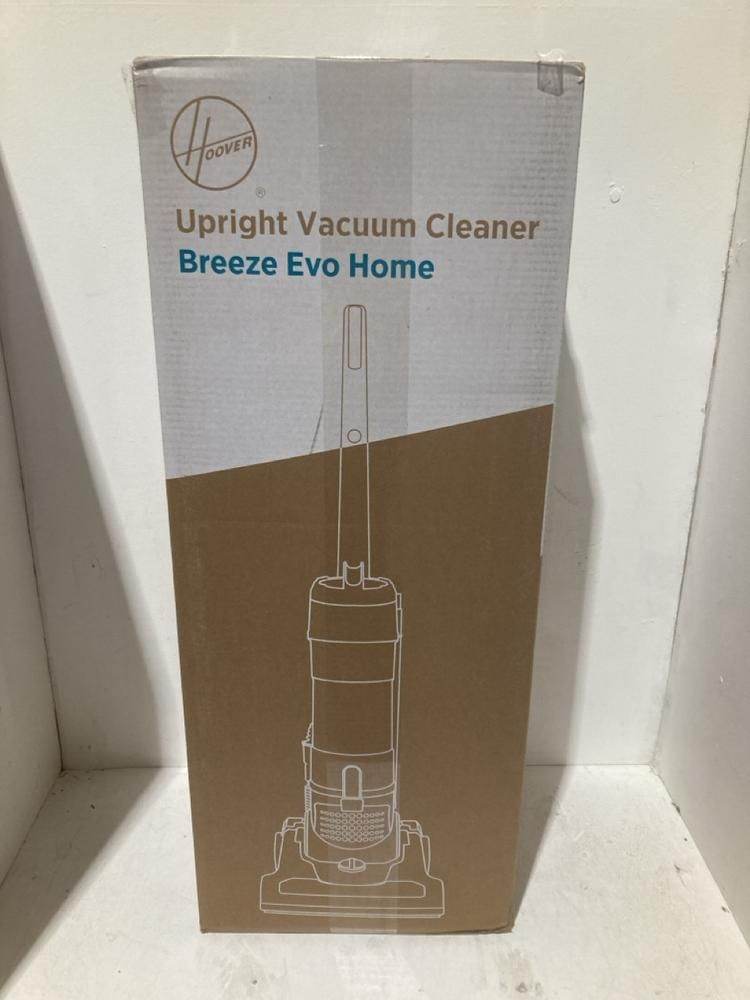 HOOVER
®
Upright Vacuum Cleaner
Breeze Evo Home